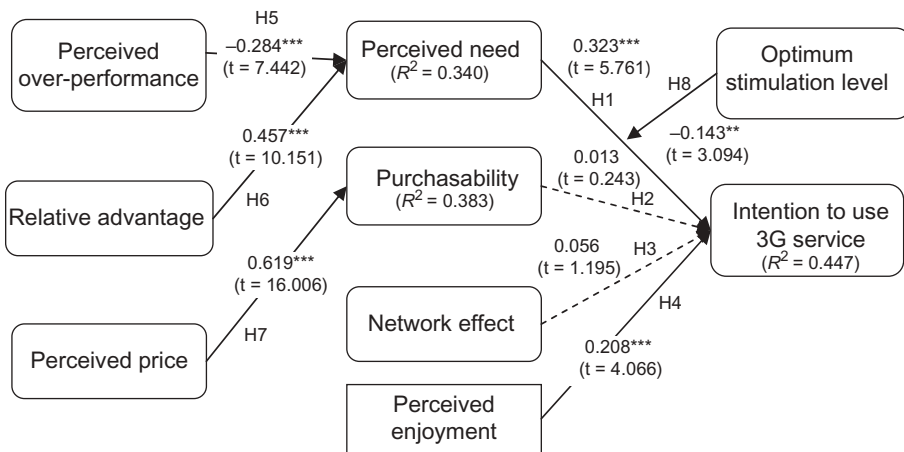 H5
–0.284***
(t = 7.442)
Perceived
over-performance
Perceived need
(R² = 0.340)
0.323***
(t = 5.761)
H1
Optimum
stimulation level
H8
–0.143**
(t = 3.094)
0.457***
(t = 10.151)
H6
Relative advantage
Purchasability
(R² = 0.383)
0.013
(t = 0.243)
H2
Intention to use
3G service
(R² = 0.447)
0.619***
(t = 16.006)
H7
Perceived price
Network effect
0.056
(t = 1.195)
H3
H4
0.208***
(t = 4.066)
Perceived
enjoyment